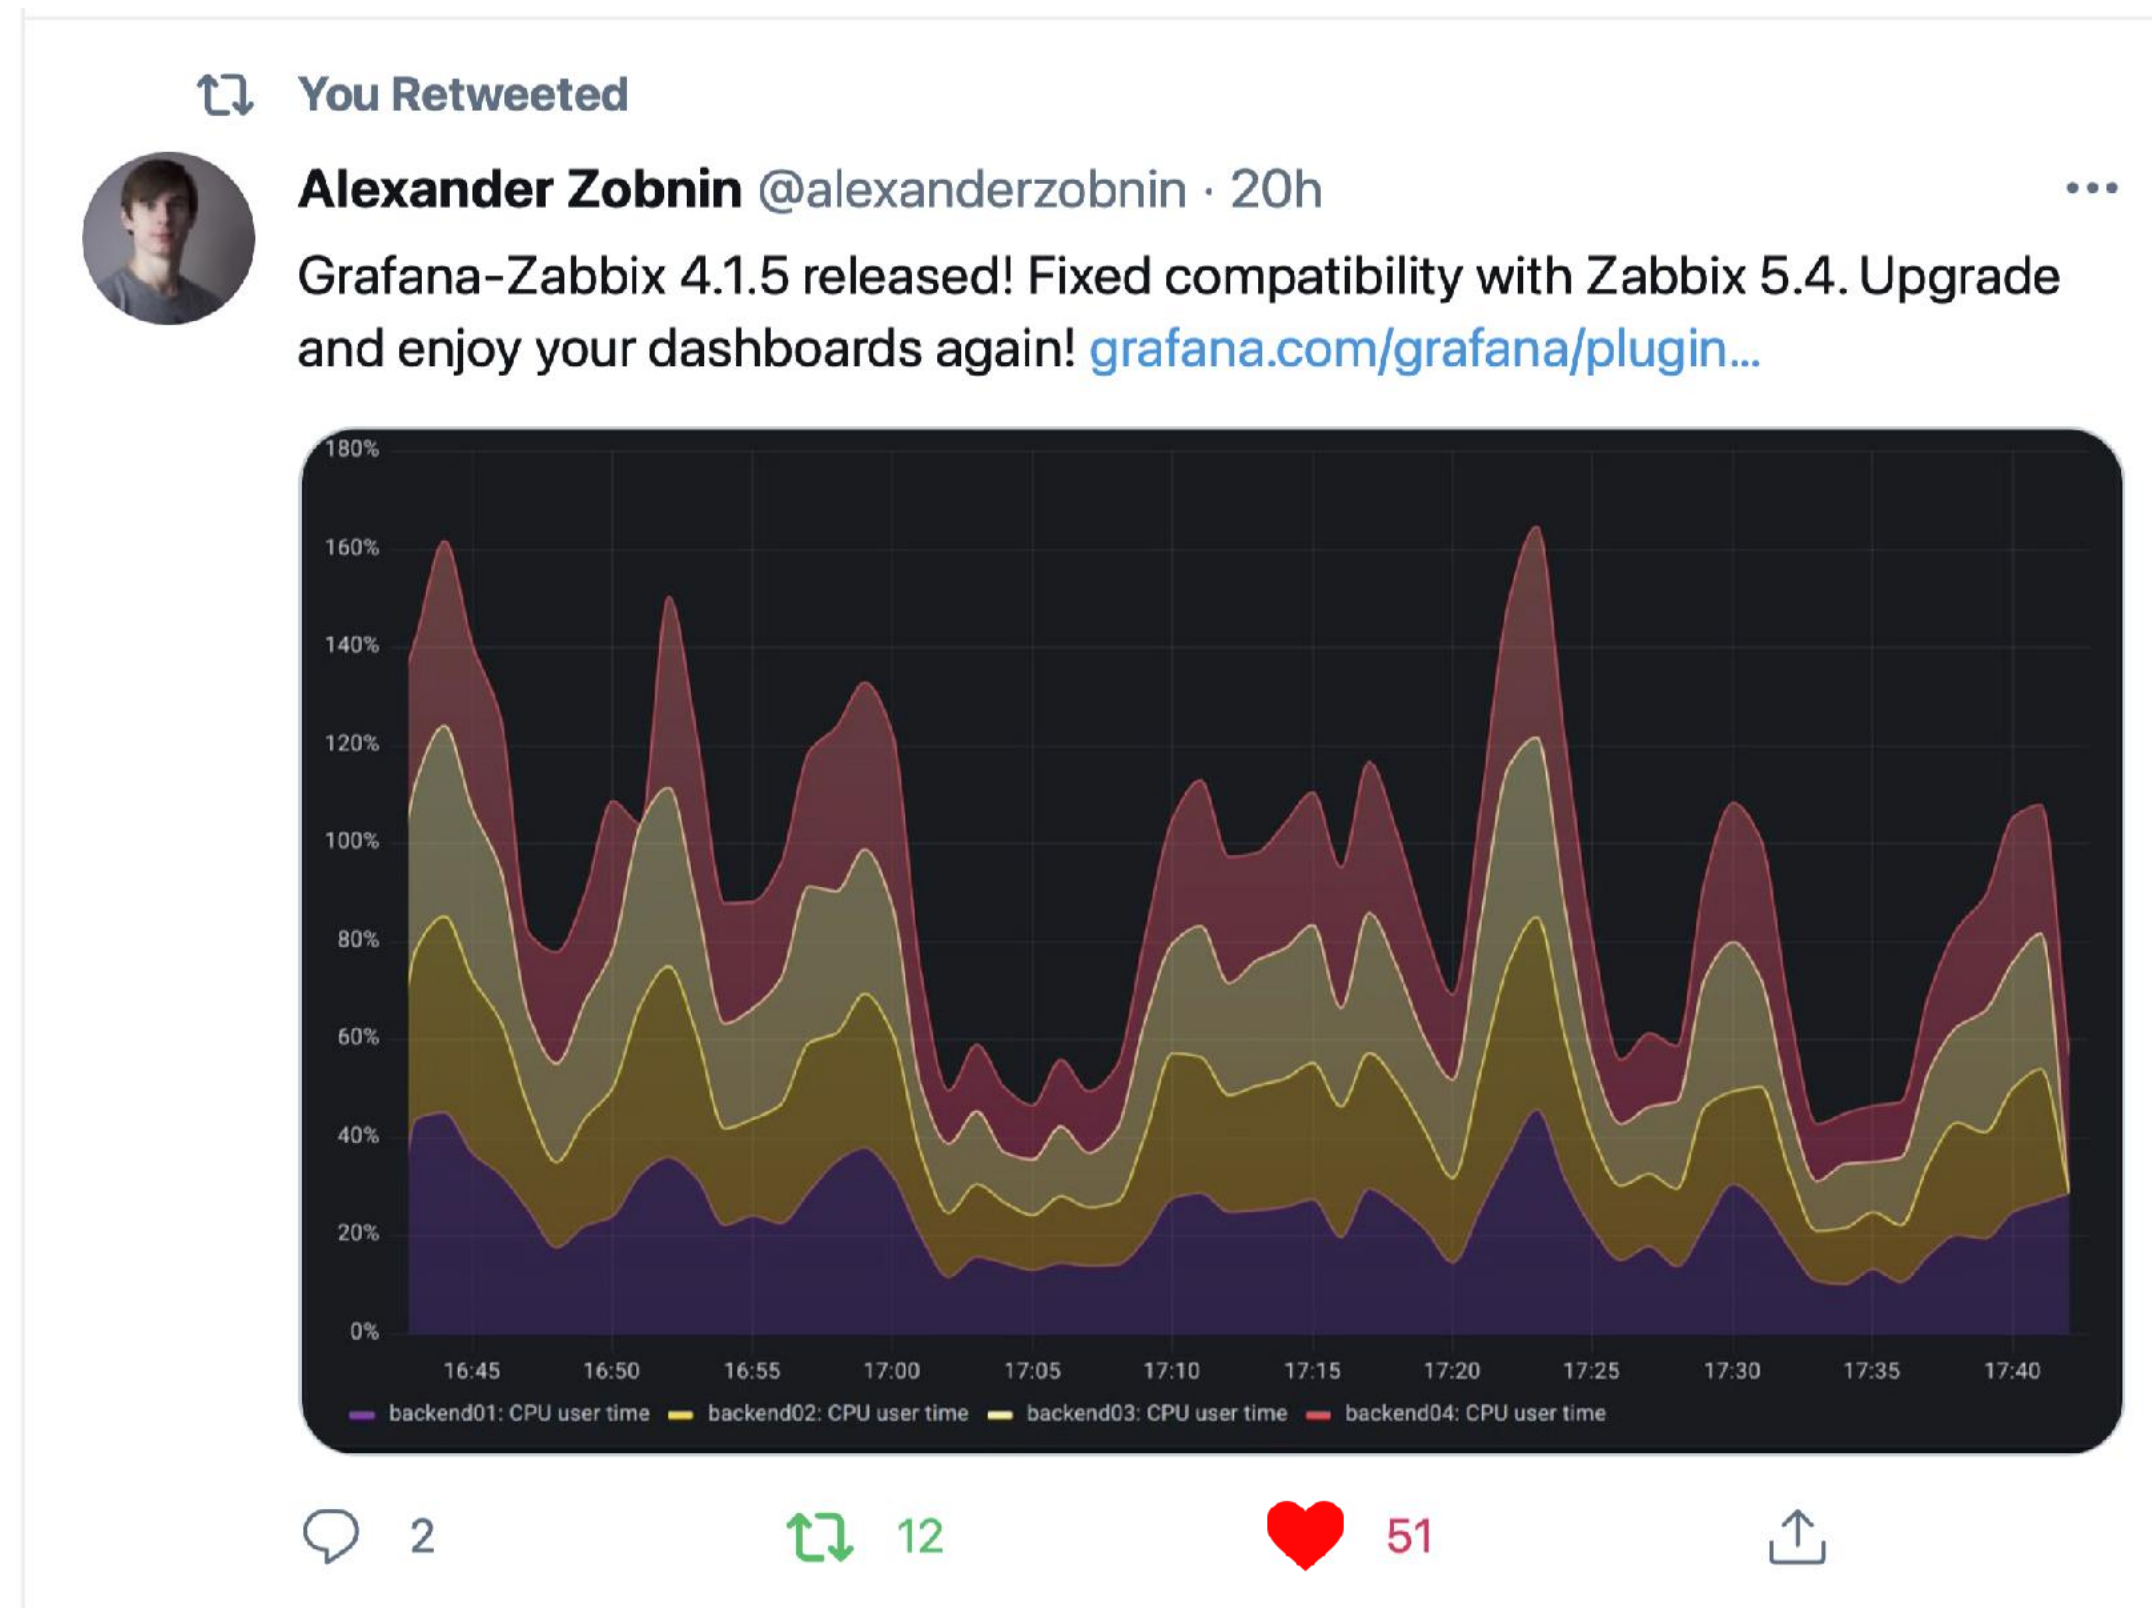 You Retweeted
Alexander Zobnin @alexanderzobnin · 20h
Grafana-Zabbix 4.1.5 released! Fixed compatibility with Zabbix 5.4. Upgrade
and enjoy your dashboards again! grafana.com/grafana/plugin...
180%
160%
140%
120%
100%
80%
60%
40%
20%
0%
16:45 16:50 16:55 17:00 17:05 17:10 17:15 17:20 17:25 17:30 17:35 17:40
backend01: CPU user time backend02: CPU user time backend03: CPU user time backend04: CPU user time
2 12 51